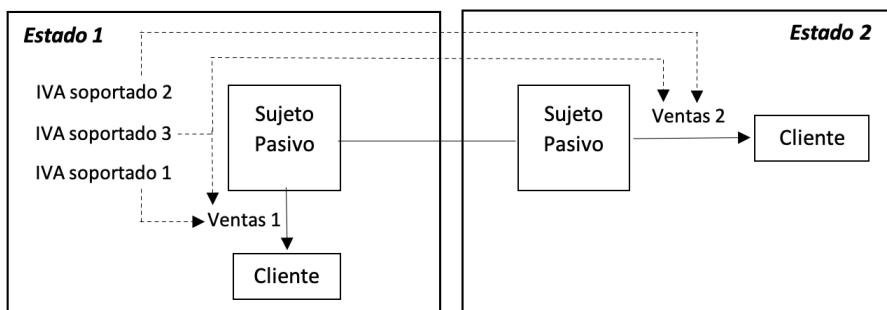 Estado 1
IVA soportado 2
IVA soportado 3
IVA soportado 1
Sujeto
Pasivo
Ventas 1
Cliente
Estado 2
Sujeto
Pasivo
Ventas 2
Cliente